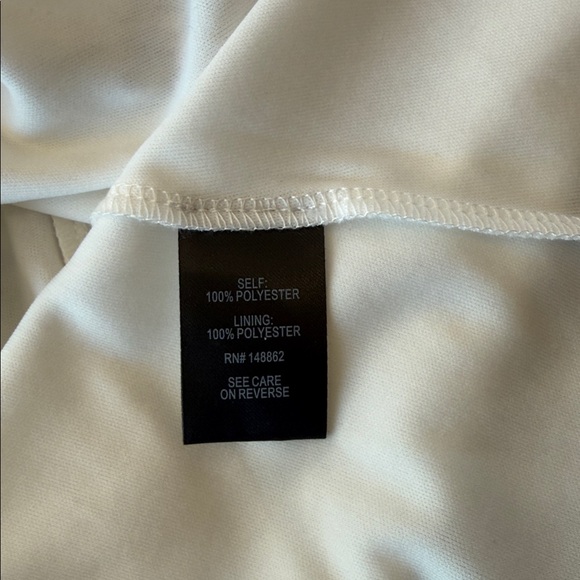 SELF:
100% POLYESTER
LINING:
100% POLYESTER
RN# 148862
SEE CARE
ON REVERSE